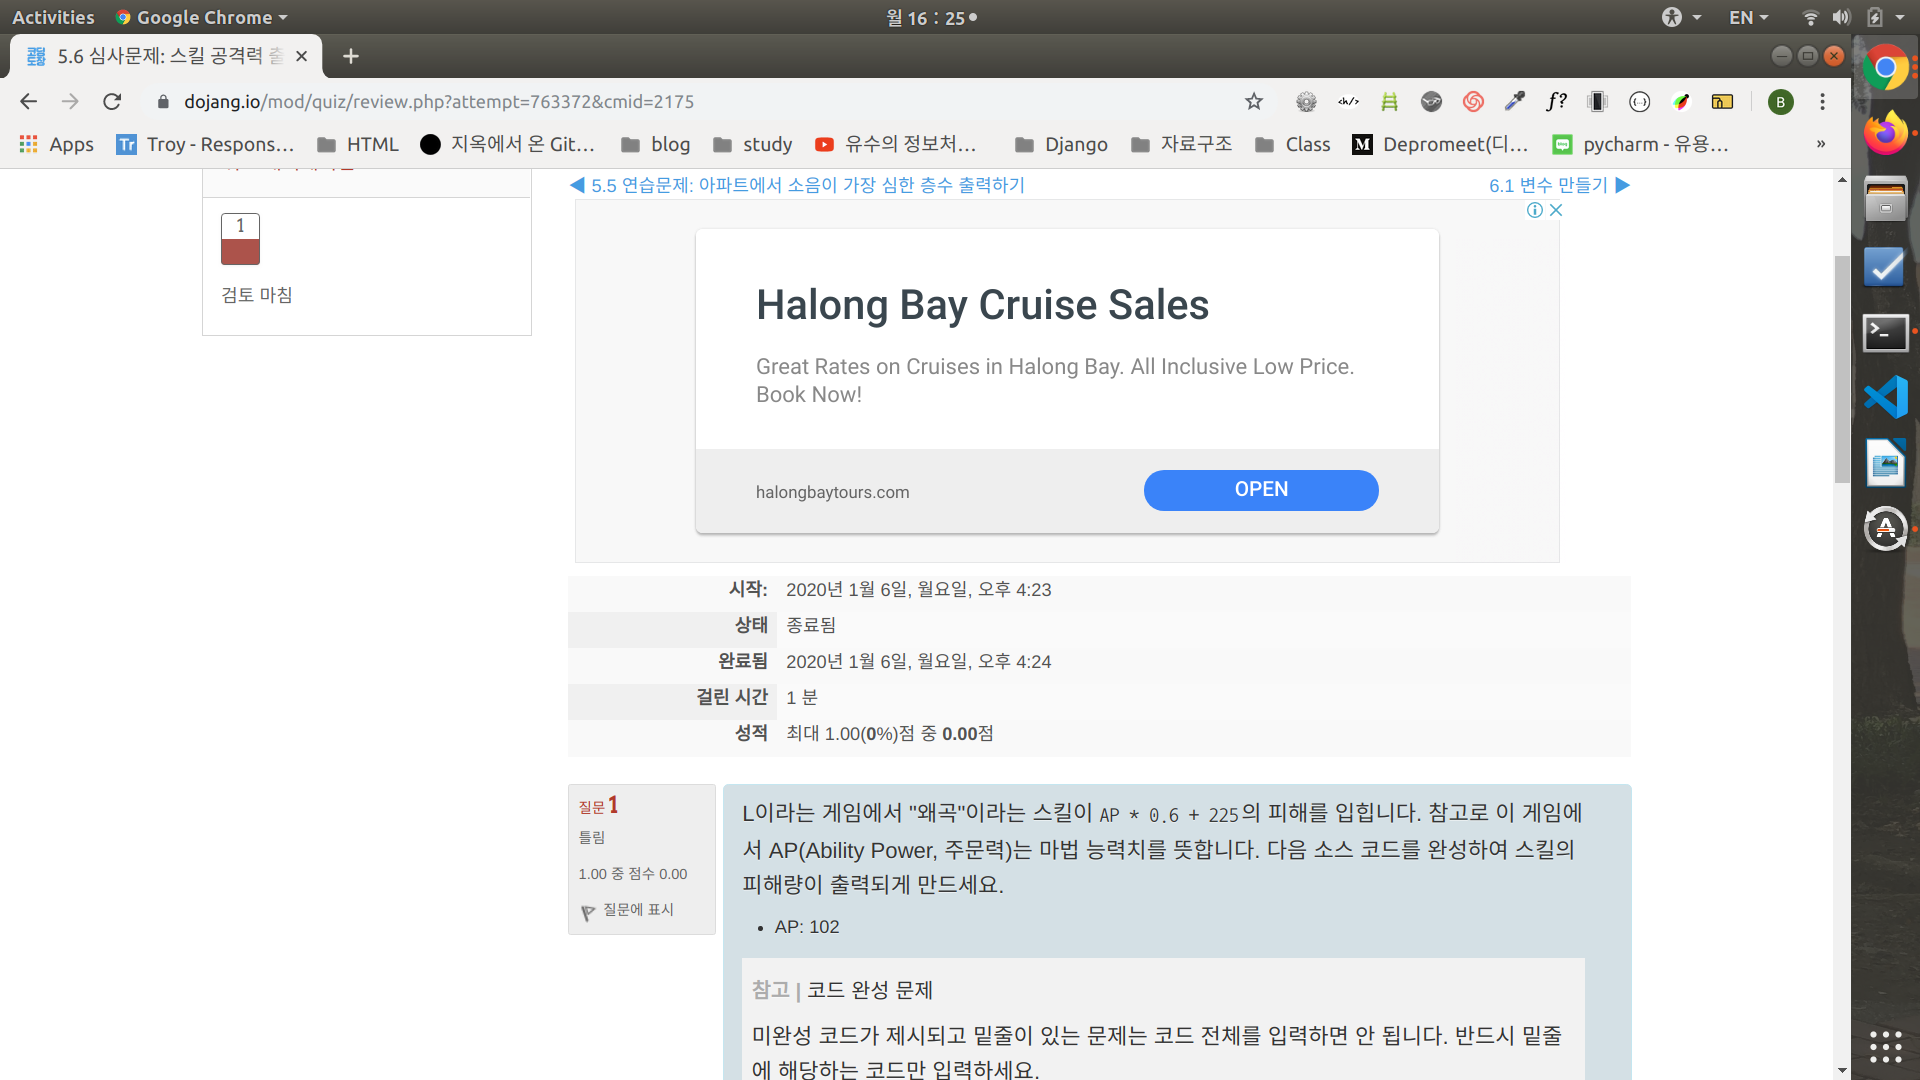 Activities
Google Chrome
월 16 : 25
EN
5.6 심사문제: 스킬 공격력 출
dojang.io/mod/quiz/review.php?attempt=763372&cmid=2175
f?
B
Apps
Tr Troy - Respons...
HTML
지옥에서 온 Git...
blog
study
유수의 정보처...
Django
자료구조
Class
M Depromeet(디...
pycharm - 유용...
»
◀ 5.5 연습문제: 아파트에서 소음이 가장 심한 층수 출력하기
6.1 변수 만들기 ▶
1
검토 마침
Halong Bay Cruise Sales
Great Rates on Cruises in Halong Bay. All Inclusive Low Price.
Book Now!
halongbaytours.com
OPEN
시작: 2020년 1월 6일, 월요일, 오후 4:23
상태 종료됨
완료됨 2020년 1월 6일, 월요일, 오후 4:24
걸린 시간 1 분
성적 최대 1.00(0%)점 중 0.00점
질문 1
틀림
1.00 중 점수 0.00
질문에 표시
L이라는 게임에서 "왜곡"이라는 스킬이 AP * 0.6 + 225의 피해를 입힙니다. 참고로 이 게임에
서 AP(Ability Power, 주문력)는 마법 능력치를 뜻합니다. 다음 소스 코드를 완성하여 스킬의
피해량이 출력되게 만드세요.
• AP: 102
참고 | 코드 완성 문제
미완성 코드가 제시되고 밑줄이 있는 문제는 코드 전체를 입력하면 안 됩니다. 반드시 밑줄
에 해당하는 코드만 입력하세요.